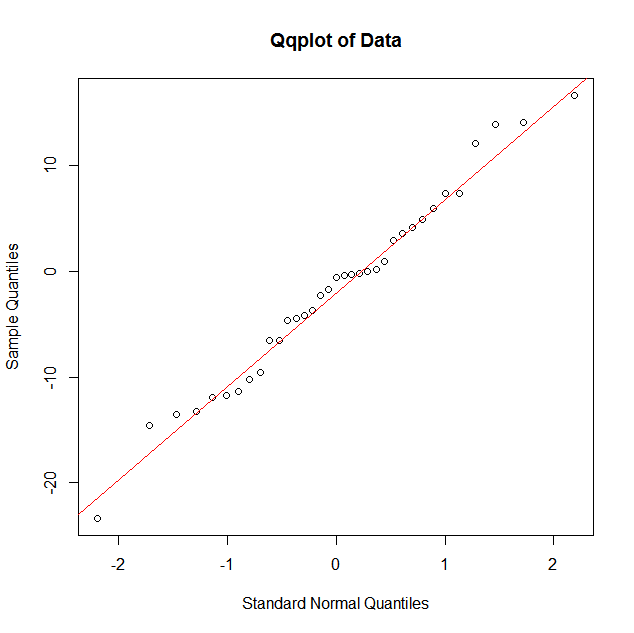 Qqplot of Data
10
0
-10
-20
Sample Quantiles
-2 -1 0 1 2
Standard Normal Quantiles